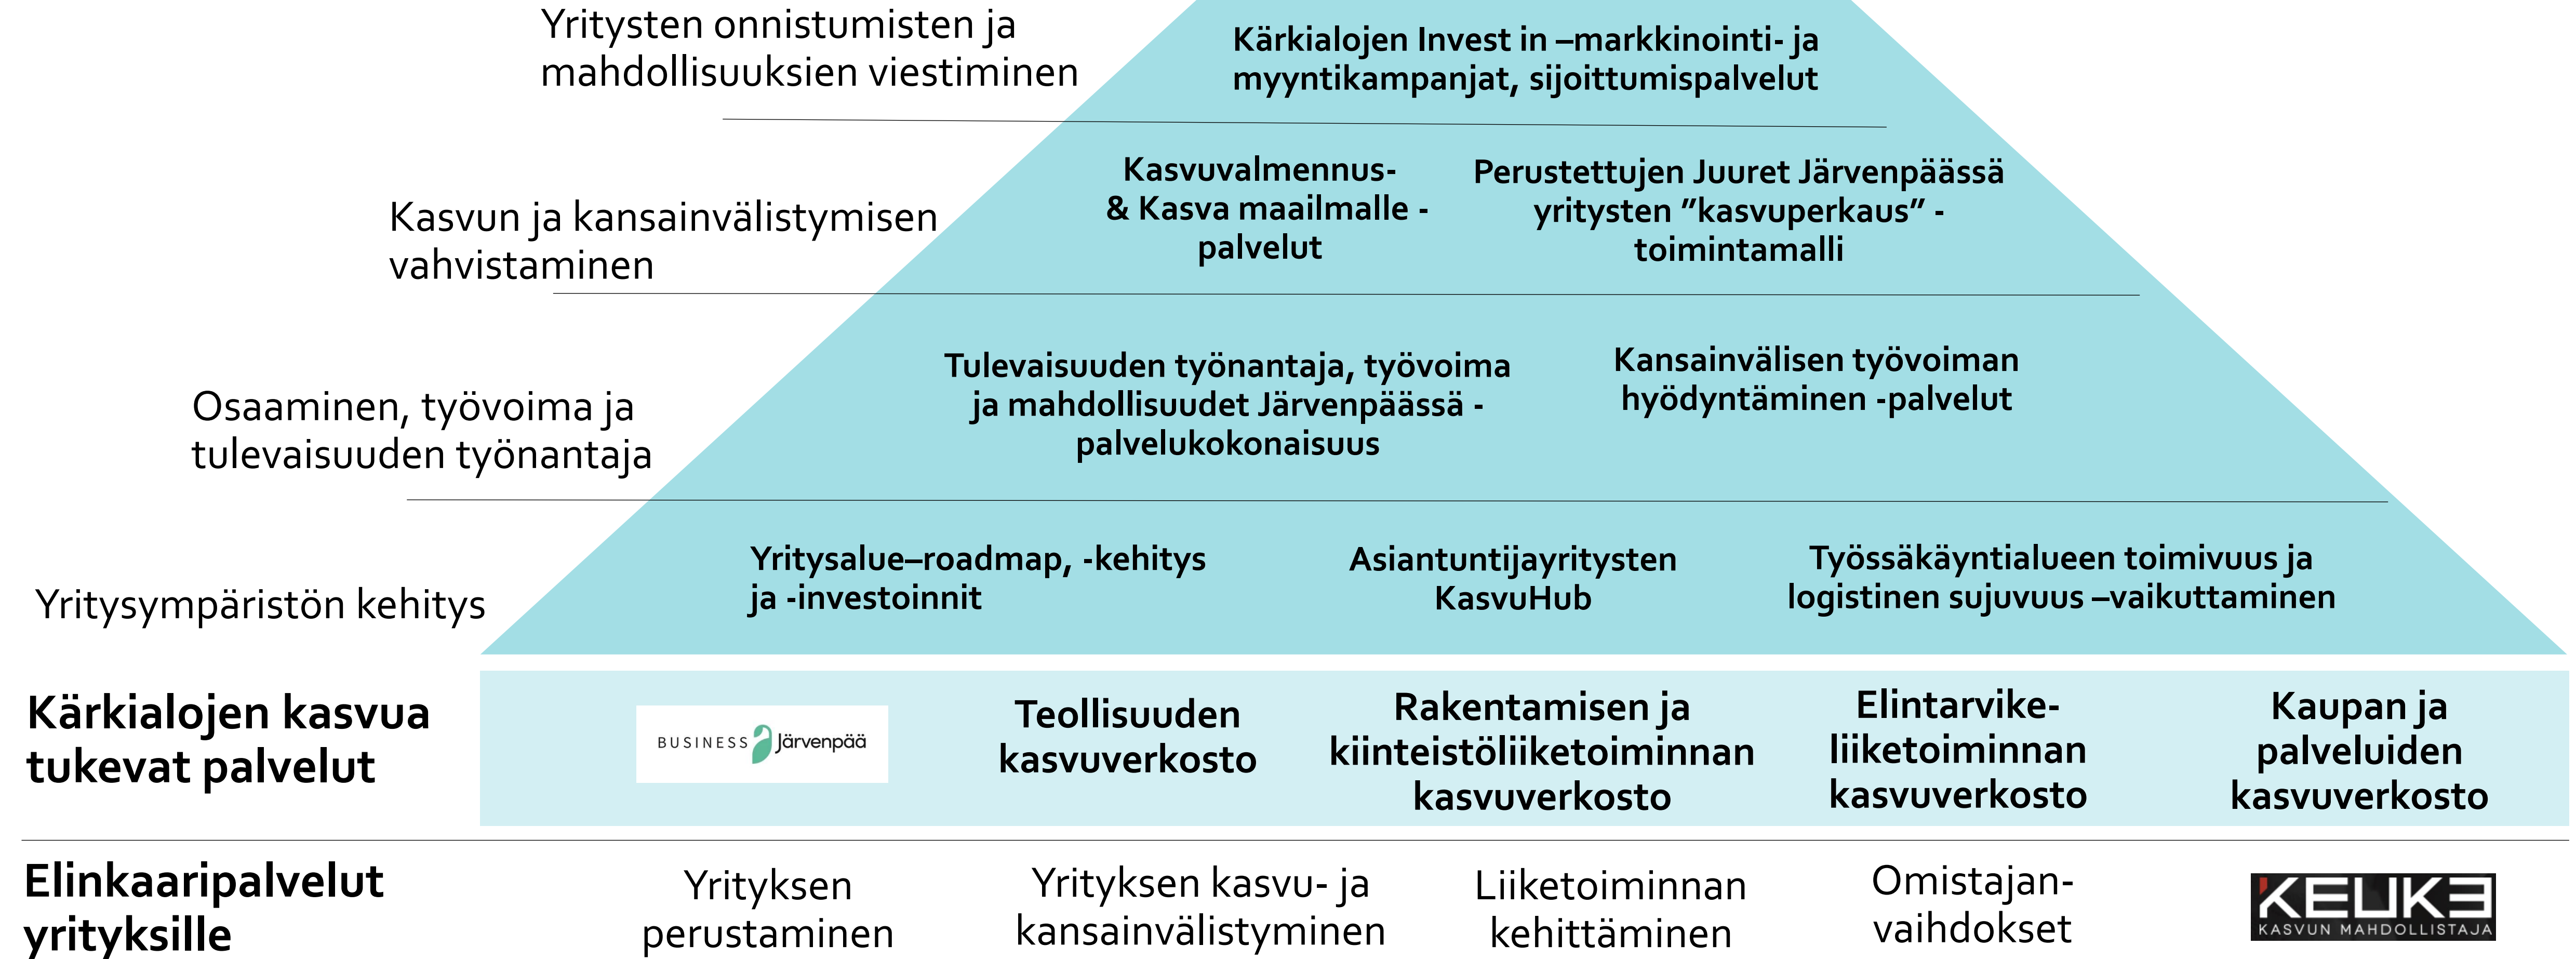 Yritysten onnistumisten ja
mahdollisuuksien viestiminen
Kärkialojen Invest in –markkinointi- ja
myyntikampanjat, sijoittumispalvelut
Kasvun ja kansainvälistymisen
vahvistaminen
Kasvuvalmennus-
& Kasva maailmalle -
palvelut
Perustettujen Juuret Järvenpäässä
yritysten ”kasvuperkaus” -
toimintamalli
Osaaminen, työvoima ja
tulevaisuuden työnantaja
Tulevaisuuden työnantaja, työvoima
ja mahdollisuudet Järvenpäässä -
palvelukokonaisuus
Kansainvälisen työvoiman
hyödyntäminen -palvelut
Yritysympäristön kehitys
Yritysalue–roadmap, -kehitys
ja -investoinnit
Asiantuntijayritysten
KasvuHub
Työssäkäyntialueen toimivuus ja
logistinen sujuvuus –vaikuttaminen
Kärkialojen kasvua
tukevat palvelut
BUSINESS Järvenpää
Teollisuuden
kasvuverkosto
Rakentamisen ja
kiinteistöliiketoiminnan
kasvuverkosto
Elintarvike-
liiketoiminnan
kasvuverkosto
Kaupan ja
palveluiden
kasvuverkosto
Elinkaaripalvelut
yrityksille
Yrityksen
perustaminen
Yrityksen kasvu- ja
kansainvälistyminen
Liiketoiminnan
kehittäminen
Omistajan-
vaihdokset
KEUKE
KASVUN MAHDOLLISTAJA